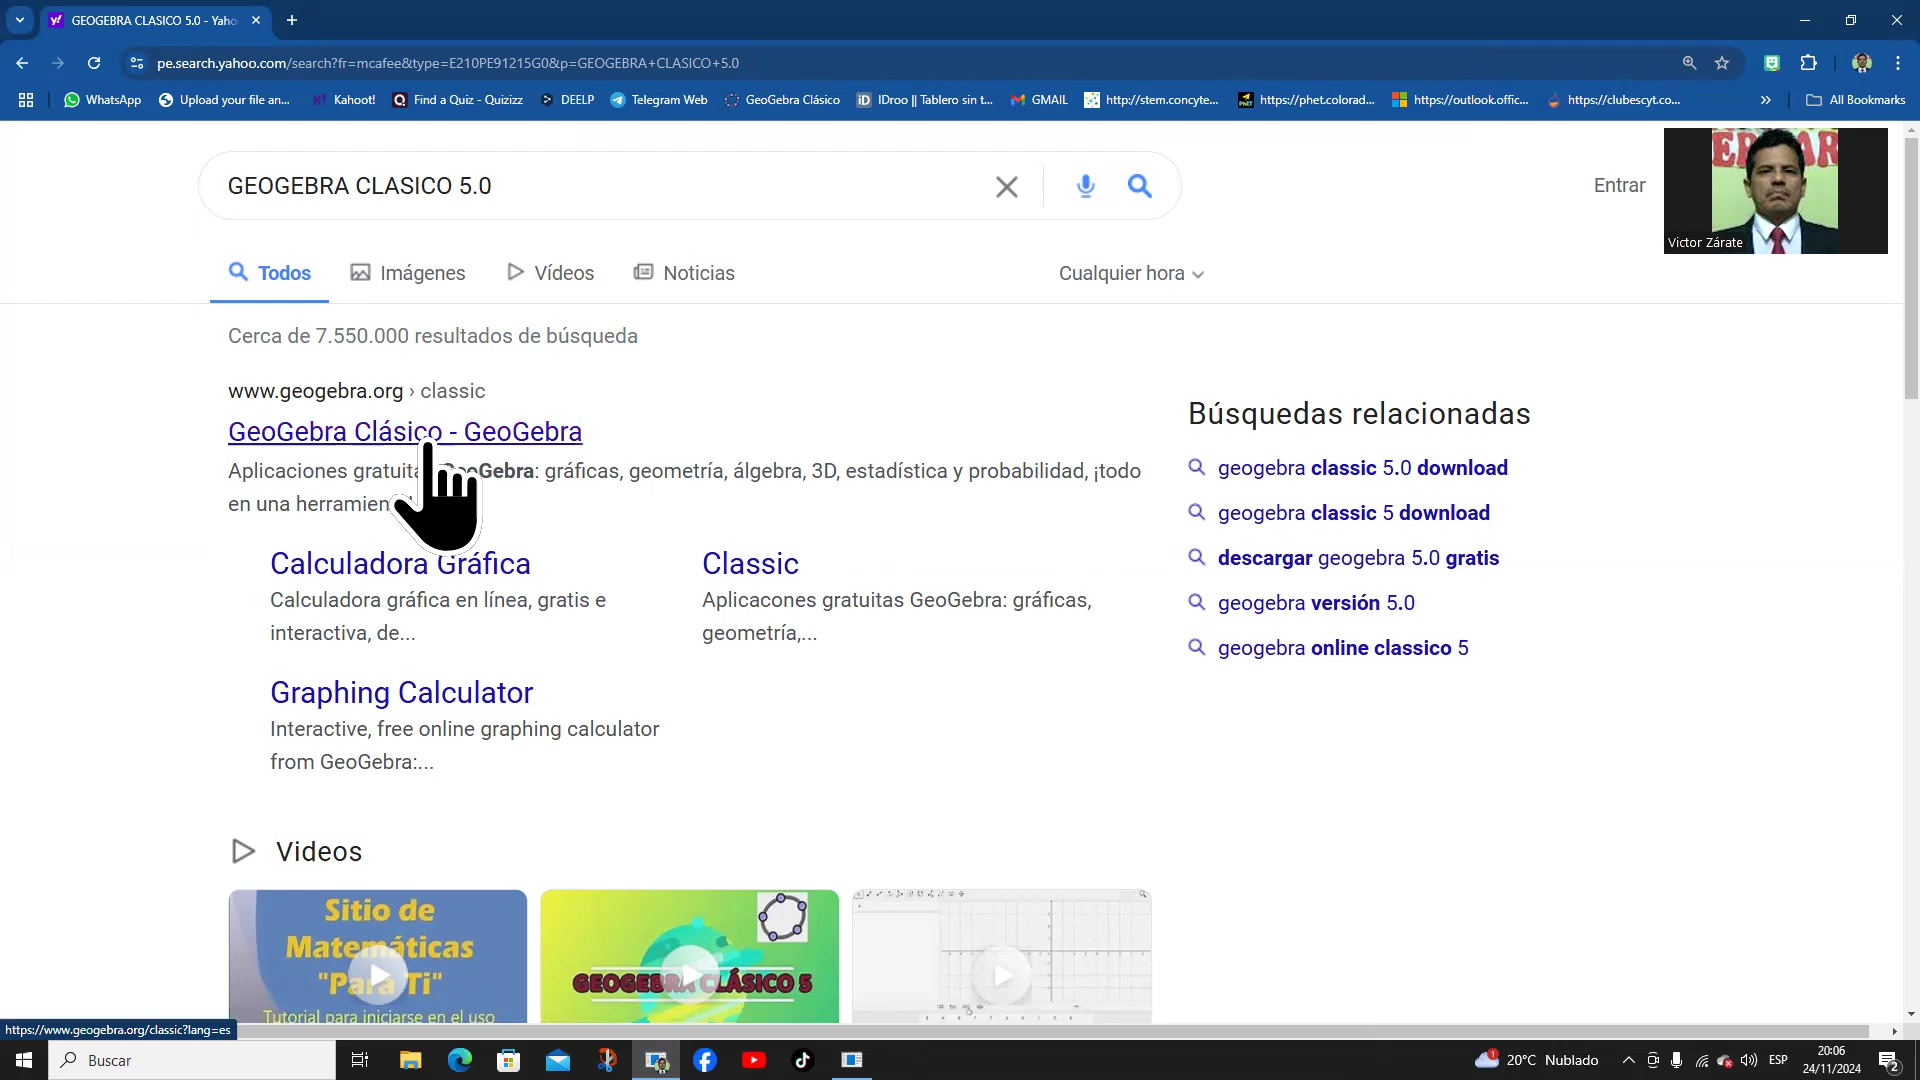 GEOGEBRA CLASICO 5.0 - Yaho
pe.search.yahoo.com/search?fr=mcafee&type=E210PE91215G0&p=GEOGEBRA+CLASICO+5.0
WhatsApp
Upload your file an...
Kahoot!
Find a Quiz - Quizizz
DEELP
Telegram Web
GeoGebra Clásico
IDroo || Tablero sin t...
GMAIL
http://stem.concyte...
https://phet.colorad...
https://outlook.offic...
https://clubescyt.co...
All Bookmarks
GEOGEBRA CLASICO 5.0
Entrar
Victor Zárate
Todos
Imágenes
Vídeos
Noticias
Cualquier hora
Cerca de 7.550.000 resultados de búsqueda
www.geogebra.org › classic
GeoGebra Clásico - GeoGebra
Aplicaciones gratuita GeoGebra: gráficas, geometría, álgebra, 3D, estadística y probabilidad, ¡todo
en una herramien
Calculadora Gráfica
Calculadora gráfica en línea, gratis e
interactiva, de...
Classic
Aplicacones gratuitas GeoGebra: gráficas,
geometría,...
Graphing Calculator
Interactive, free online graphing calculator
from GeoGebra:...
Búsquedas relacionadas
geogebra classic 5.0 download
geogebra classic 5 download
descargar geogebra 5.0 gratis
geogebra versión 5.0
geogebra online classico 5
Videos
Sitio de
Matemáticas
"Para Ti"
Tutorial para iniciarse en el uso
GEOGEBRA CLÁSICO 5
https://www.geogebra.org/classic?lang=es
Buscar
20°C Nublado
ESP
20:06
24/11/2024